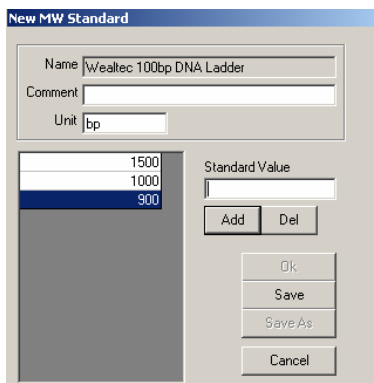 New MW Standard
Name Wealtec 100bp DNA Ladder
Comment
Unit bp
1500
1000
900
Standard Value
Add Del
Ok
Save
Save As
Cancel